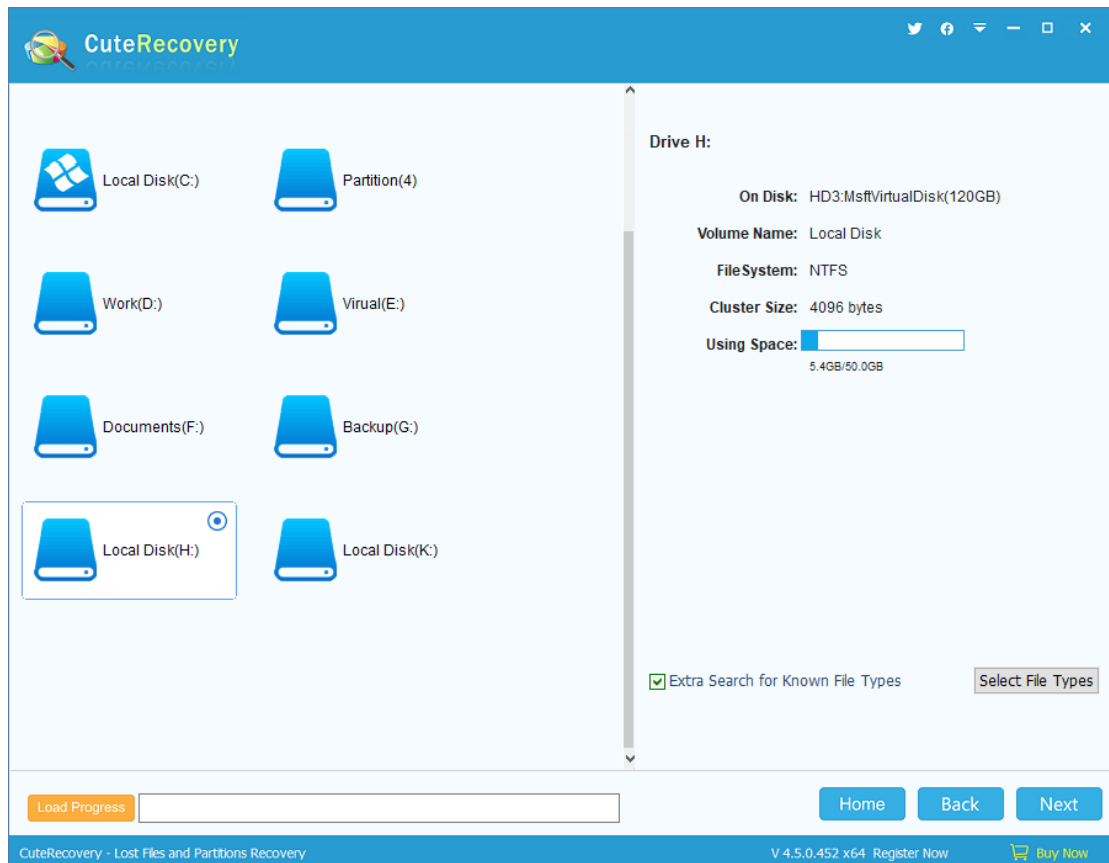 CuteRecovery
Local Disk(C:)
Partition(4)
Work(D:)
Virual(E:)
Documents(F:)
Backup(G:)
Local Disk(H:)
Local Disk(K:)
Drive H:
On Disk: HD3:MsftVirtualDisk(120GB)
Volume Name: Local Disk
FileSystem: NTFS
Cluster Size: 4096 bytes
Using Space:
5.4GB/50.0GB
Extra Search for Known File Types
Select File Types
Load Progress
Home
Back
Next
CuteRecovery - Lost Files and Partitions Recovery
V 4.5.0.452 x64 Register Now
Buy Now